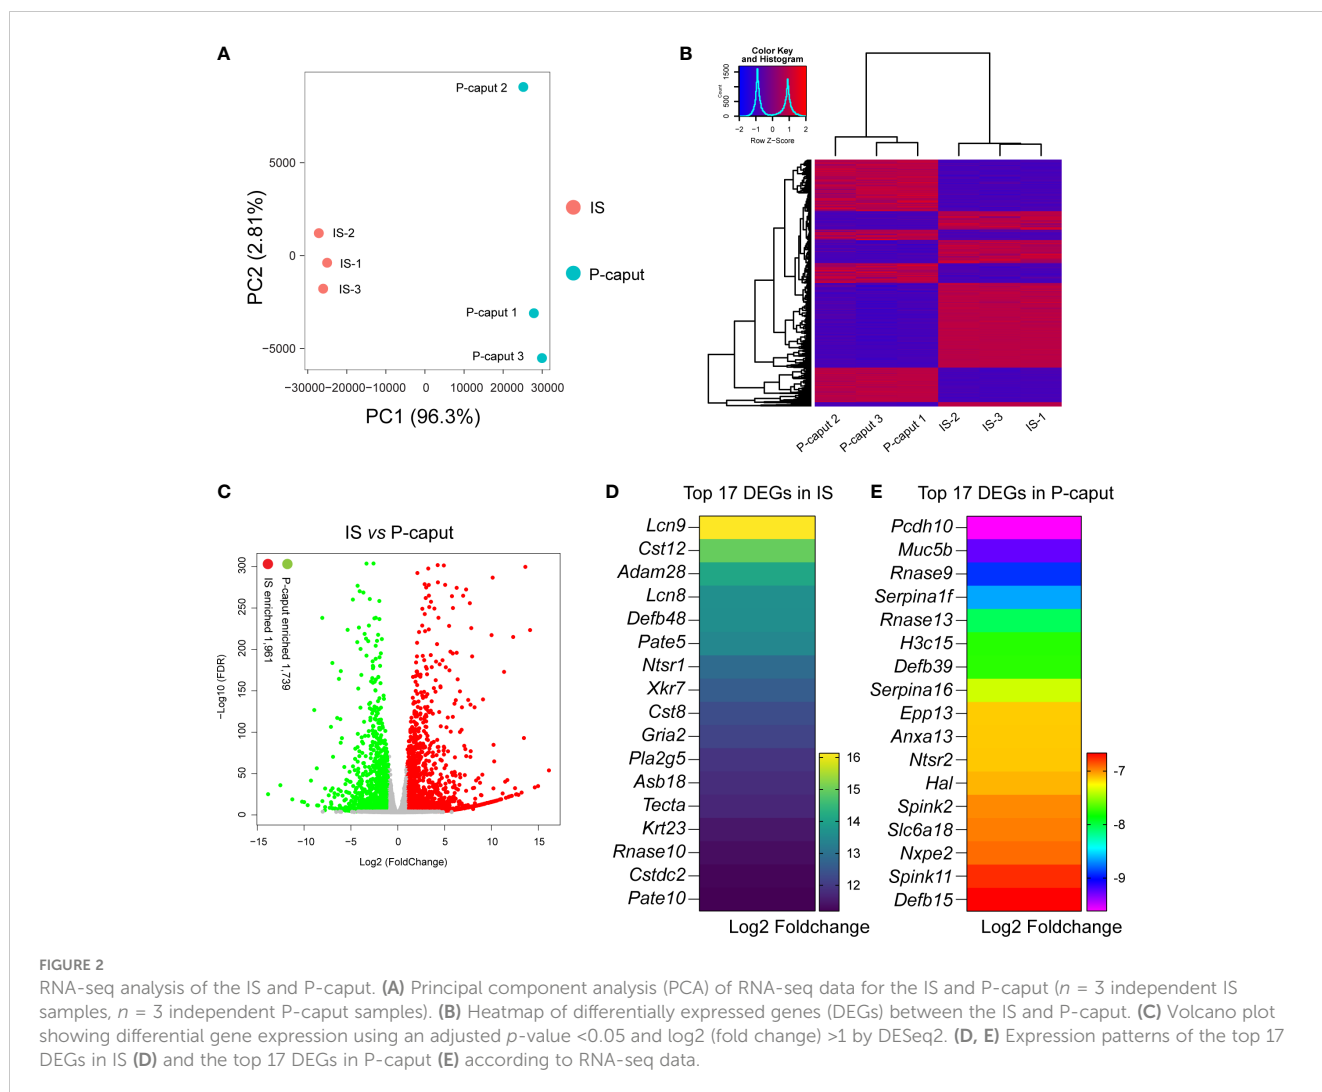 A
P-caput 2
5000
IS-2
0
IS-1
IS-3
P-caput 1
P-caput 3
−5000
PC2 (2.81%)
−30000−20000−10000 0 10000 20000 30000
PC1 (96.3%)
IS
P-caput
B
Color Key
and Histogram
Count
1500
1000
500
0
−2 −1 0 1 2
Row Z−Score
P-caput 2
P-caput 3
P-caput 1
IS-2
IS-3
IS-1
C
IS vs P-caput
300
250
200
150
100
50
0
−Log10 (FDR)
P-caput enriched 1,739
IS enriched 1,961
−15 −10 −5 0 5 10 15
Log2 (FoldChange)
D
Top 17 DEGs in IS
Lcn9
Cst12
Adam28
Lcn8
Defb48
Pate5
Ntsr1
Xkr7
Cst8
Gria2
Pla2g5
Asb18
Tecta
Krt23
Rnase10
Cstdc2
Pate10
16
15
14
13
12
Log2 Foldchange
E
Top 17 DEGs in P-caput
Pcdh10
Muc5b
Rnase9
Serpina1f
Rnase13
H3c15
Defb39
Serpina16
Epp13
Anxa13
Ntsr2
Hal
Spink2
Slc6a18
Nxpe2
Spink11
Defb15
-7
-8
-9
Log2 Foldchange
FIGURE 2
RNA-seq analysis of the IS and P-caput. (A) Principal component analysis (PCA) of RNA-seq data for the IS and P-caput (n = 3 independent IS
samples, n = 3 independent P-caput samples). (B) Heatmap of differentially expressed genes (DEGs) between the IS and P-caput. (C) Volcano plot
showing differential gene expression using an adjusted p-value <0.05 and log2 (fold change) >1 by DESeq2. (D, E) Expression patterns of the top 17
DEGs in IS (D) and the top 17 DEGs in P-caput (E) according to RNA-seq data.